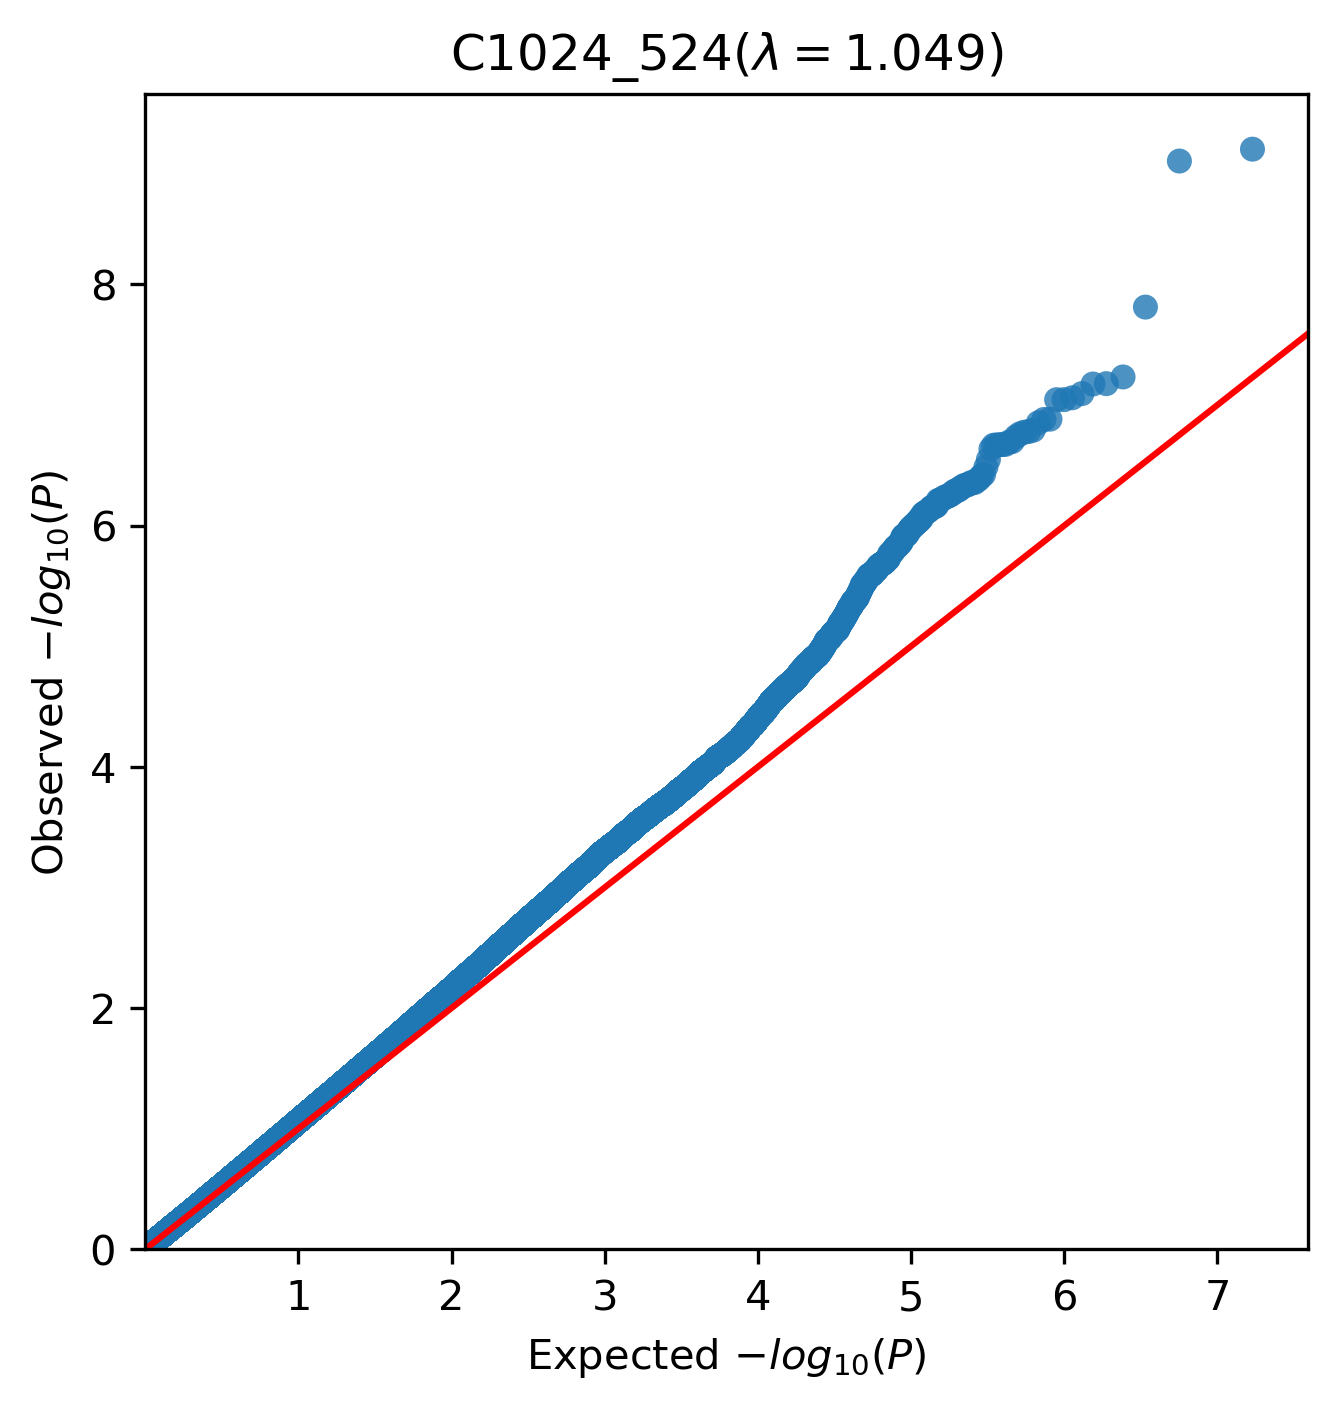 C1024_524(λ = 1.049)
Observed −log₁₀(P)
8
6
4
2
0
1 2 3 4 5 6 7
Expected −log₁₀(P)